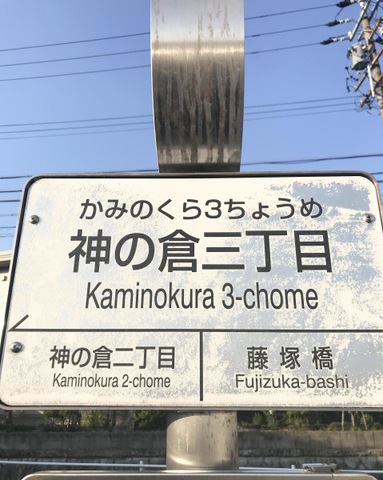 かみのくら3ちょうめ
神の倉三丁目
Kaminokura 3-chome
神の倉二丁目
Kaminokura 2-chome
藤塚橋
Fujizuka-bashi